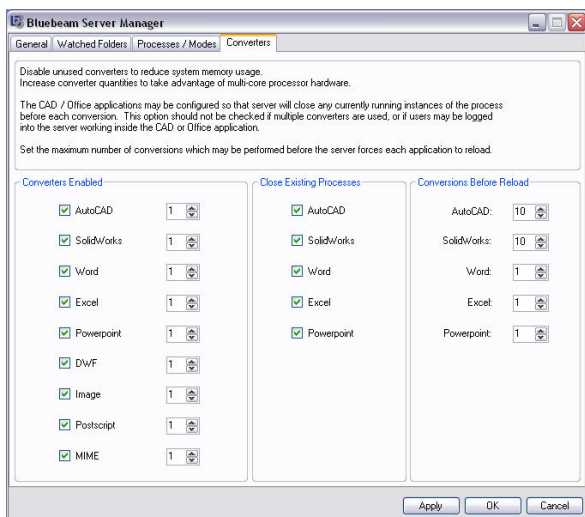 Bluebeam Server Manager
General Watched Folders Processes / Modes Converters
Disable unused converters to reduce system memory usage.
Increase converter quantities to take advantage of multi-core processor hardware.
The CAD / Office applications may be configured so that server will close any currently running instances of the process
before each conversion. This option should not be checked if multiple converters are used, or if users may be logged
into the server working inside the CAD or Office application.
Set the maximum number of conversions which may be performed before the server forces each application to reload.
Converters Enabled Close Existing Processes Conversions Before Reload
AutoCAD 1 AutoCAD AutoCAD: 10
SolidWorks 1 SolidWorks SolidWorks: 10
Word 1 Word Word: 1
Excel 1 Excel Excel: 1
Powerpoint 1 Powerpoint Powerpoint: 1
DWF 1
Image 1
Postscript 1
MIME 1
Apply OK Cancel